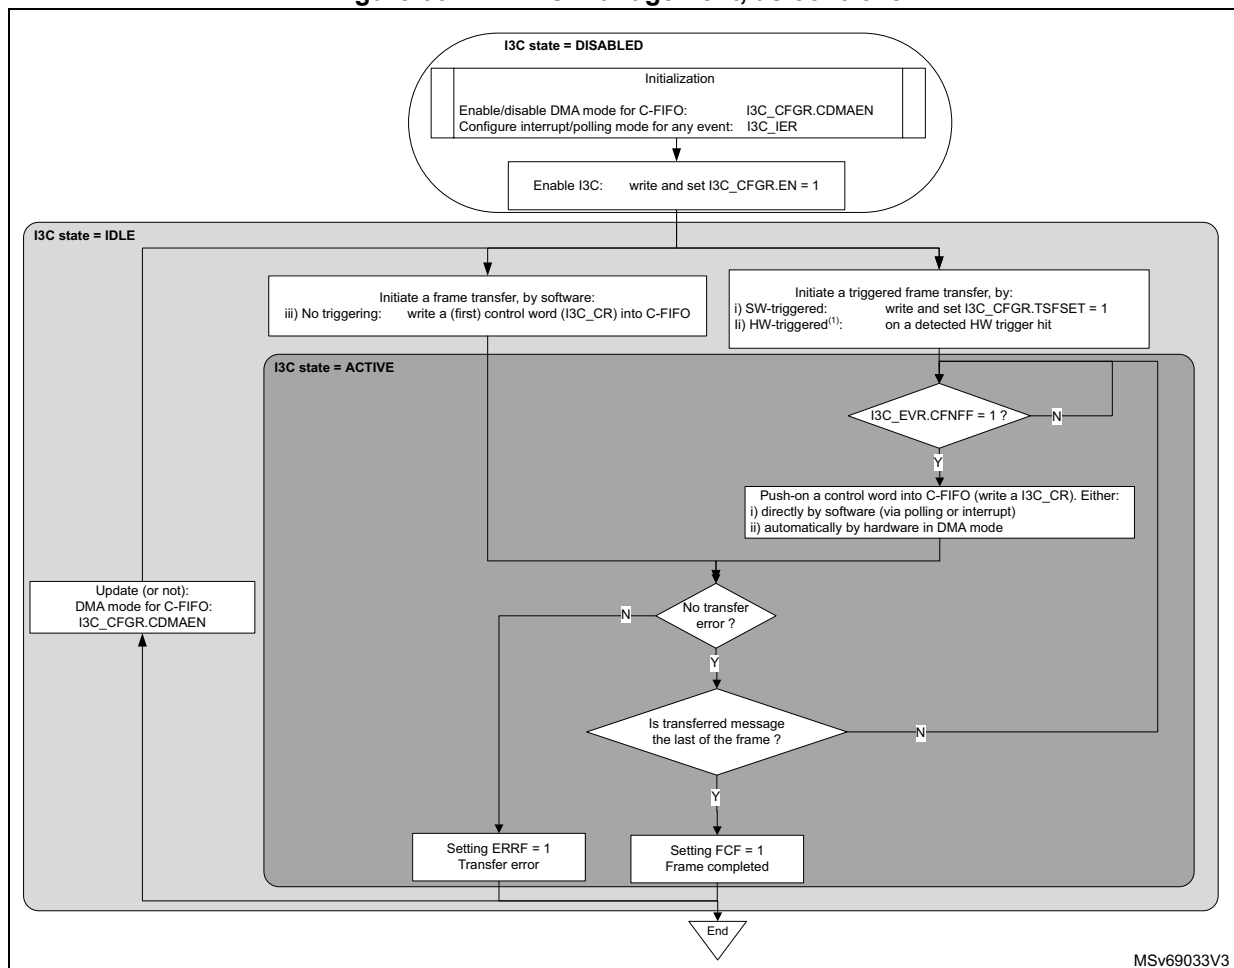 I3C state = DISABLED
Initialization
Enable/disable DMA mode for C-FIFO: I3C_CFGR.CDMAEN
Configure interrupt/polling mode for any event: I3C_IER
Enable I3C: write and set I3C_CFGR.EN = 1
I3C state = IDLE
Initiate a frame transfer, by software:
iii) No triggering: write a (first) control word (I3C_CR) into C-FIFO
Initiate a triggered frame transfer, by:
i) SW-triggered: write and set I3C_CFGR.TSFSET = 1
Ii) HW-triggered(1): on a detected HW trigger hit
I3C state = ACTIVE
I3C_EVR.CFNFF = 1 ?
N
Y
Push-on a control word into C-FIFO (write a I3C_CR). Either:
i) directly by software (via polling or interrupt)
ii) automatically by hardware in DMA mode
Update (or not):
DMA mode for C-FIFO:
I3C_CFGR.CDMAEN
No transfer
error ?
N
Y
Is transferred message
the last of the frame ?
N
Y
Setting ERRF = 1
Transfer error
Setting FCF = 1
Frame completed
End
MSv69033V3